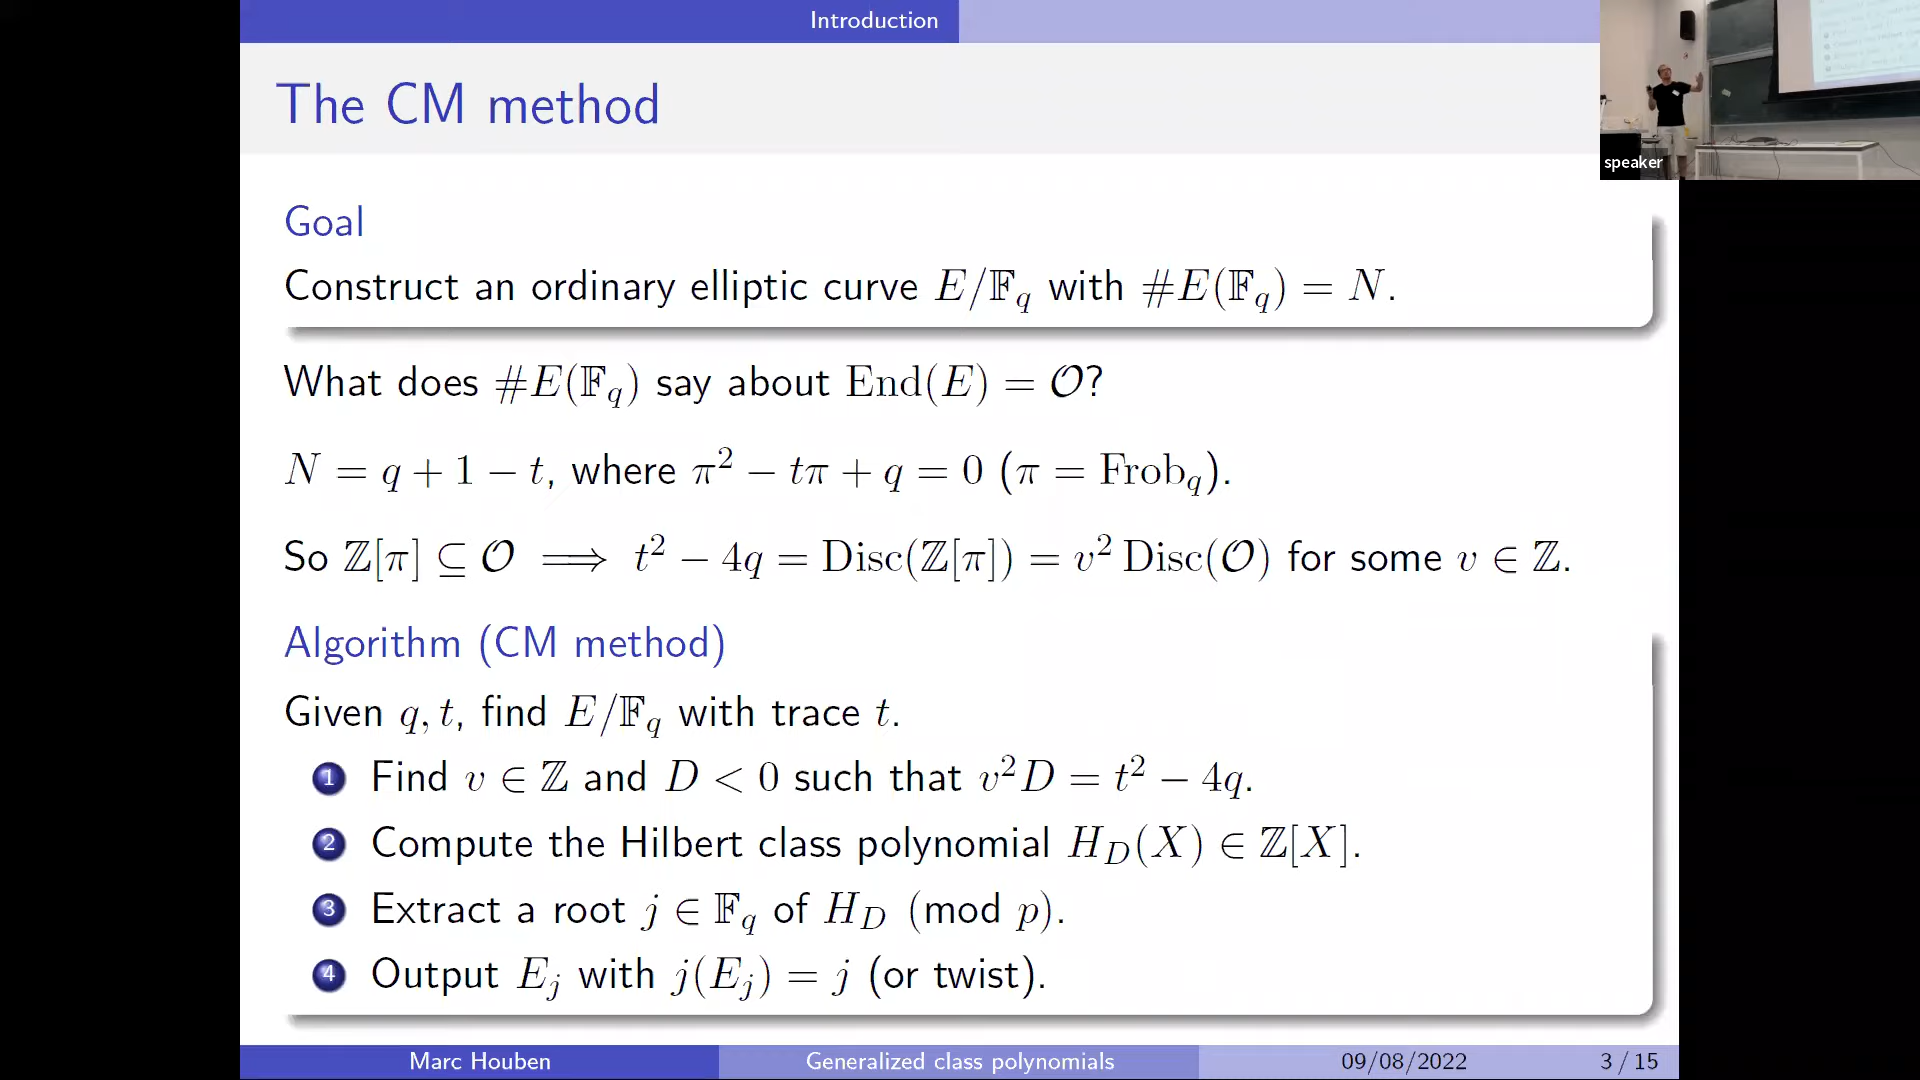 Introduction
The CM method
speaker
Goal
Construct an ordinary elliptic curve E/𝔽_q with #E(𝔽_q) = N.
What does #E(𝔽_q) say about End(E) = 𝒪?
N = q + 1 − t, where π² − tπ + q = 0 (π = Frob_q).
So ℤ[π] ⊆ 𝒪 ⟹ t² − 4q = Disc(ℤ[π]) = v² Disc(𝒪) for some v ∈ ℤ.
Algorithm (CM method)
Given q, t, find E/𝔽_q with trace t.
1 Find v ∈ ℤ and D < 0 such that v²D = t² − 4q.
2 Compute the Hilbert class polynomial H_D(X) ∈ ℤ[X].
3 Extract a root j ∈ 𝔽_q of H_D (mod p).
4 Output E_j with j(E_j) = j (or twist).
Marc Houben Generalized class polynomials 09/08/2022 3 / 15